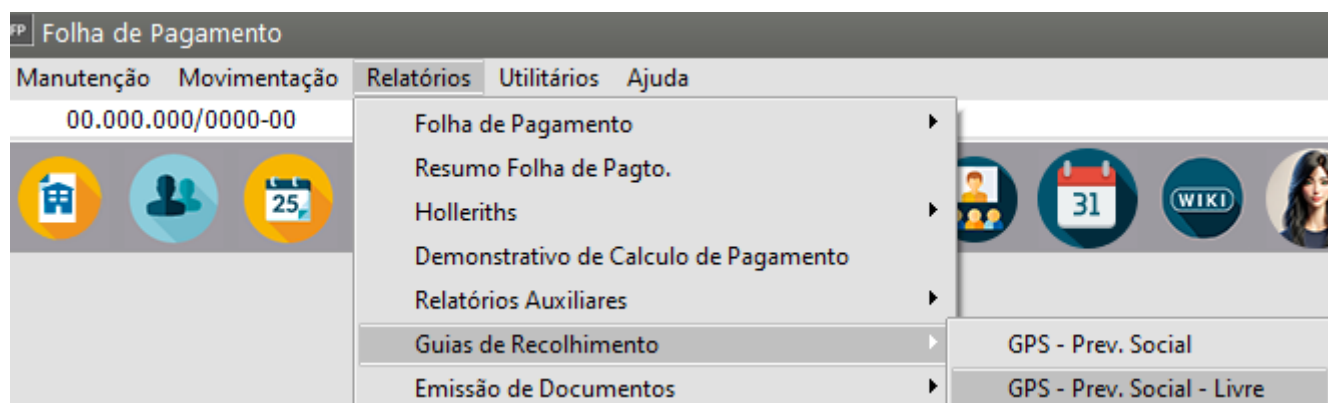 FP Folha de Pagamento
Manutenção Movimentação Relatórios Utilitários Ajuda
00.000.000/0000-00
Folha de Pagamento
Resumo Folha de Pagto.
Holleriths
Demonstrativo de Calculo de Pagamento
Relatórios Auxiliares
Guias de Recolhimento
Emissão de Documentos
GPS - Prev. Social
GPS - Prev. Social - Livre
25
31
WIKI